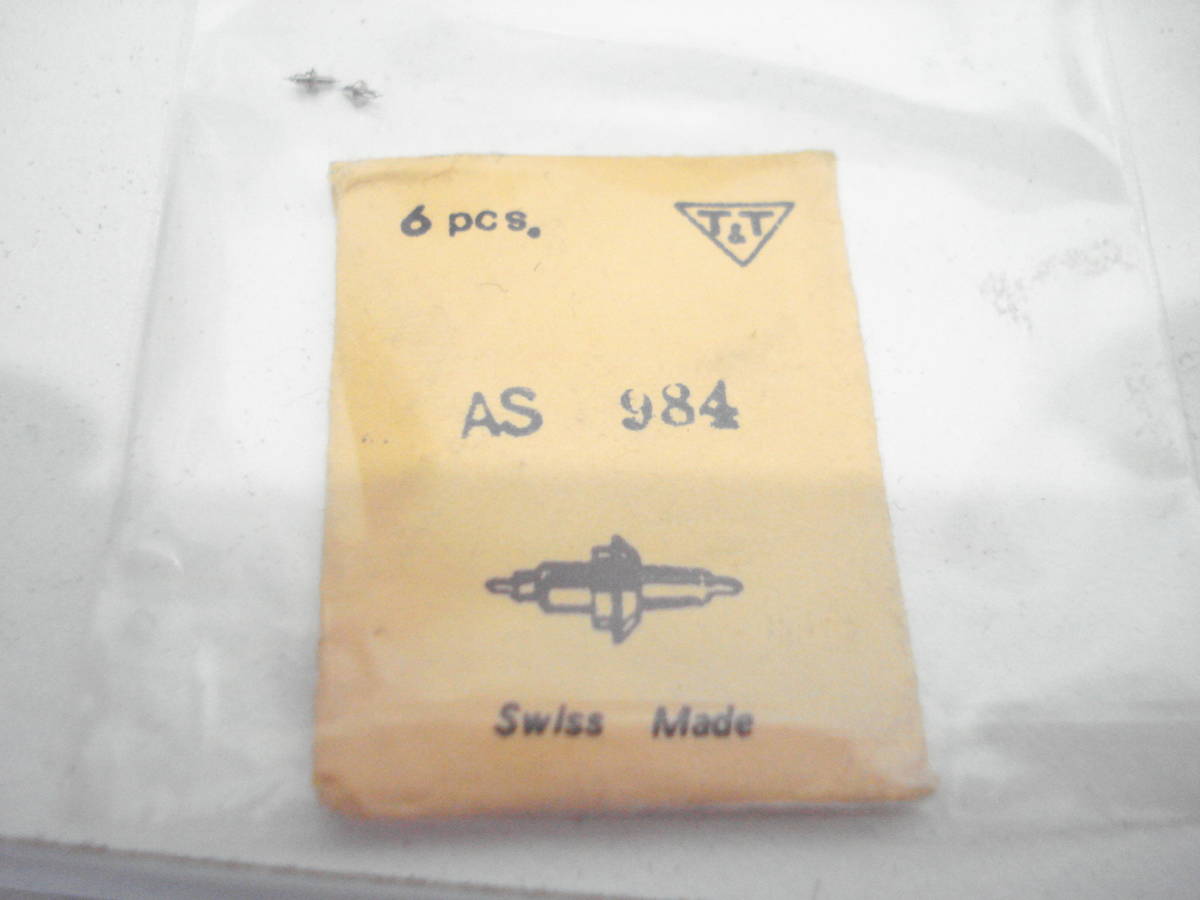 6 pcs.
T&T
AS 984
Swiss Made